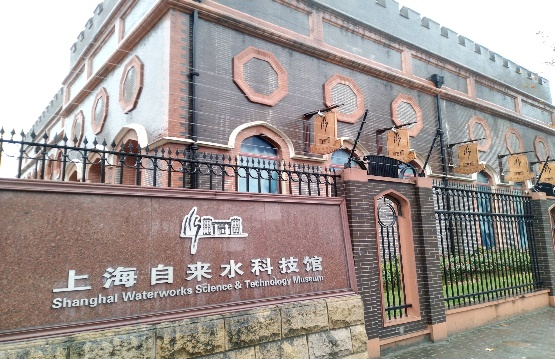 上海自来水科技馆
Shanghai Waterworks Science & Technology Museum